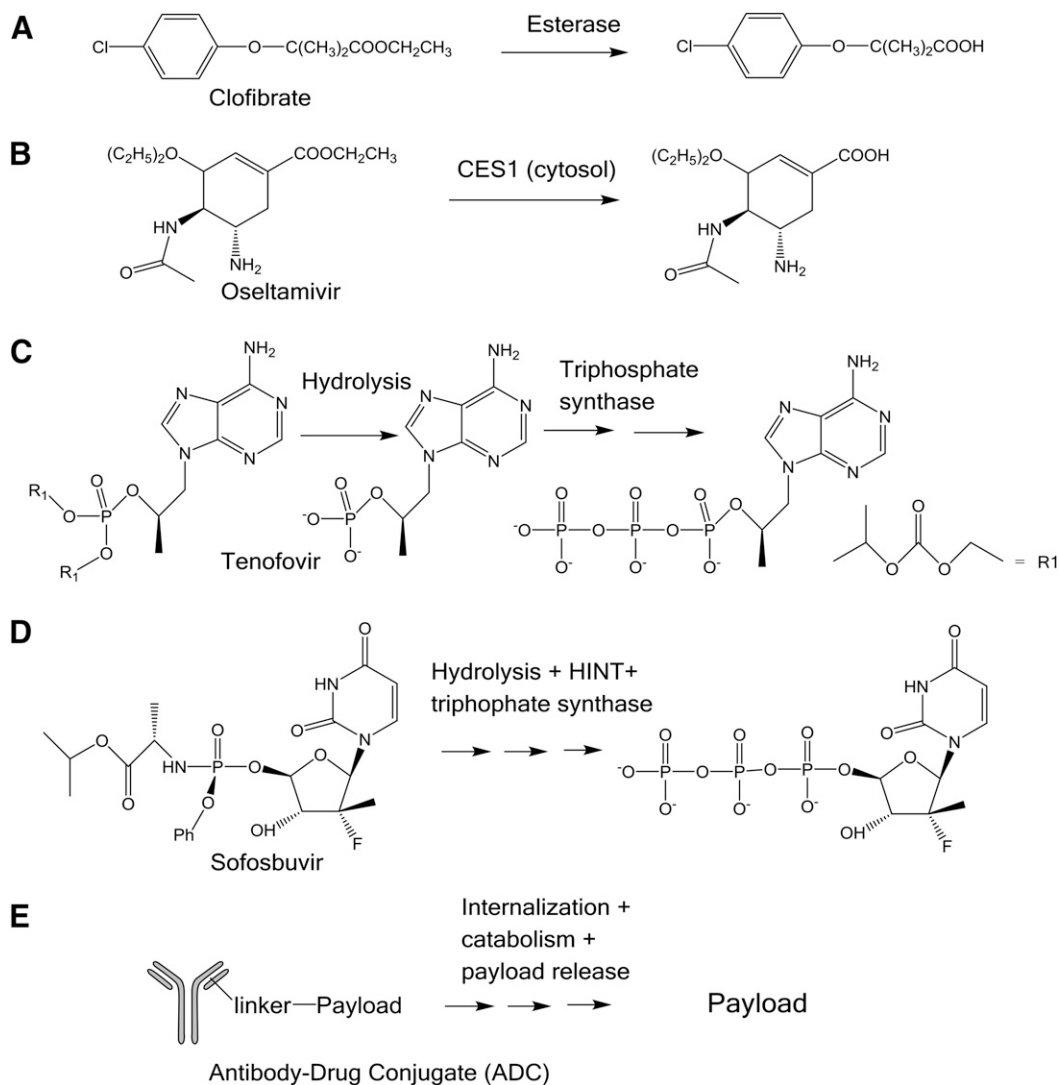 A
Cl
O
C(CH3)2COOCH2CH3
Clofibrate
Esterase
Cl
O
C(CH3)2COOH
B
(C2H5)2O
COOCH2CH3
HN
O
NH2
Oseltamivir
CES1 (cytosol)
(C2H5)2O
COOH
HN
O
NH2
C
NH2
N
N
N
N
O
R1
O
P
O
O
R1
Hydrolysis
NH2
N
N
N
N
O
-O
P
O
O-
Tenofovir
Triphosphate
synthase
NH2
N
N
N
N
O
O
O
-O
P
O
P
O
P
O
O-
O-
O-
O
O
O
= R1
D
O
NH
O
N
O
O
O
HN
P
O
O
O
Ph
OH
F
Sofosbuvir
Hydrolysis + HINT+
triphophate synthase
O
NH
O
N
O
O
O
-O
P
O
P
O
P
O
O
O-
O-
O-
OH
F
E
linker—Payload
Internalization +
catabolism +
payload release
Payload
Antibody-Drug Conjugate (ADC)